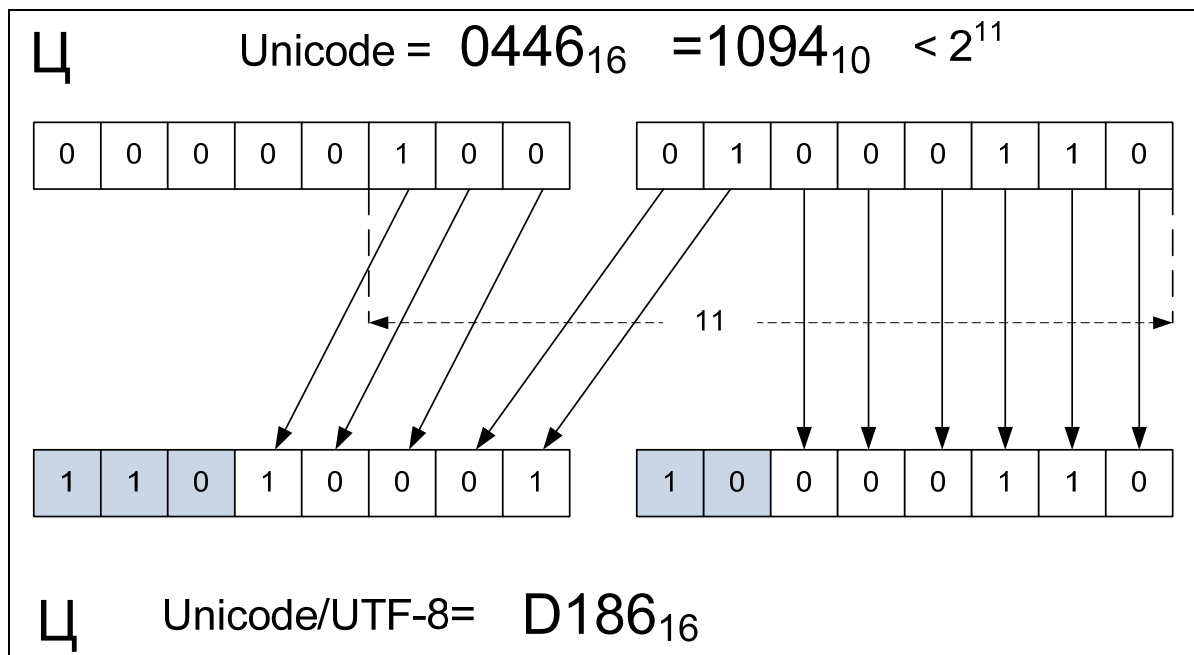 ц Unicode = 0446₁₆ =1094₁₀ < 2¹¹
0 0 0 0 0 1 0 0 0 1 0 0 0 1 1 0
11
1 1 0 1 0 0 0 1 1 0 0 0 0 1 1 0
ц Unicode/UTF-8= D186₁₆